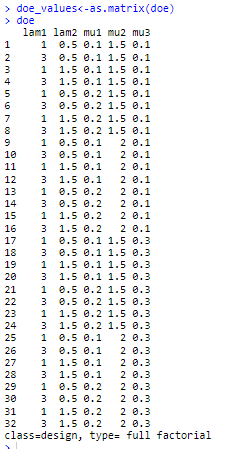 > doe_values<-as.matrix(doe)
> doe
lam1 lam2 mu1 mu2 mu3
1 1 0.5 0.1 1.5 0.1
2 3 0.5 0.1 1.5 0.1
3 1 1.5 0.1 1.5 0.1
4 3 1.5 0.1 1.5 0.1
5 1 0.5 0.2 1.5 0.1
6 3 0.5 0.2 1.5 0.1
7 1 1.5 0.2 1.5 0.1
8 3 1.5 0.2 1.5 0.1
9 1 0.5 0.1 2 0.1
10 3 0.5 0.1 2 0.1
11 1 1.5 0.1 2 0.1
12 3 1.5 0.1 2 0.1
13 1 0.5 0.2 2 0.1
14 3 0.5 0.2 2 0.1
15 1 1.5 0.2 2 0.1
16 3 1.5 0.2 2 0.1
17 1 0.5 0.1 1.5 0.3
18 3 0.5 0.1 1.5 0.3
19 1 1.5 0.1 1.5 0.3
20 3 1.5 0.1 1.5 0.3
21 1 0.5 0.2 1.5 0.3
22 3 0.5 0.2 1.5 0.3
23 1 1.5 0.2 1.5 0.3
24 3 1.5 0.2 1.5 0.3
25 1 0.5 0.1 2 0.3
26 3 0.5 0.1 2 0.3
27 1 1.5 0.1 2 0.3
28 3 1.5 0.1 2 0.3
29 1 0.5 0.2 2 0.3
30 3 0.5 0.2 2 0.3
31 1 1.5 0.2 2 0.3
32 3 1.5 0.2 2 0.3
class=design, type= full factorial
>